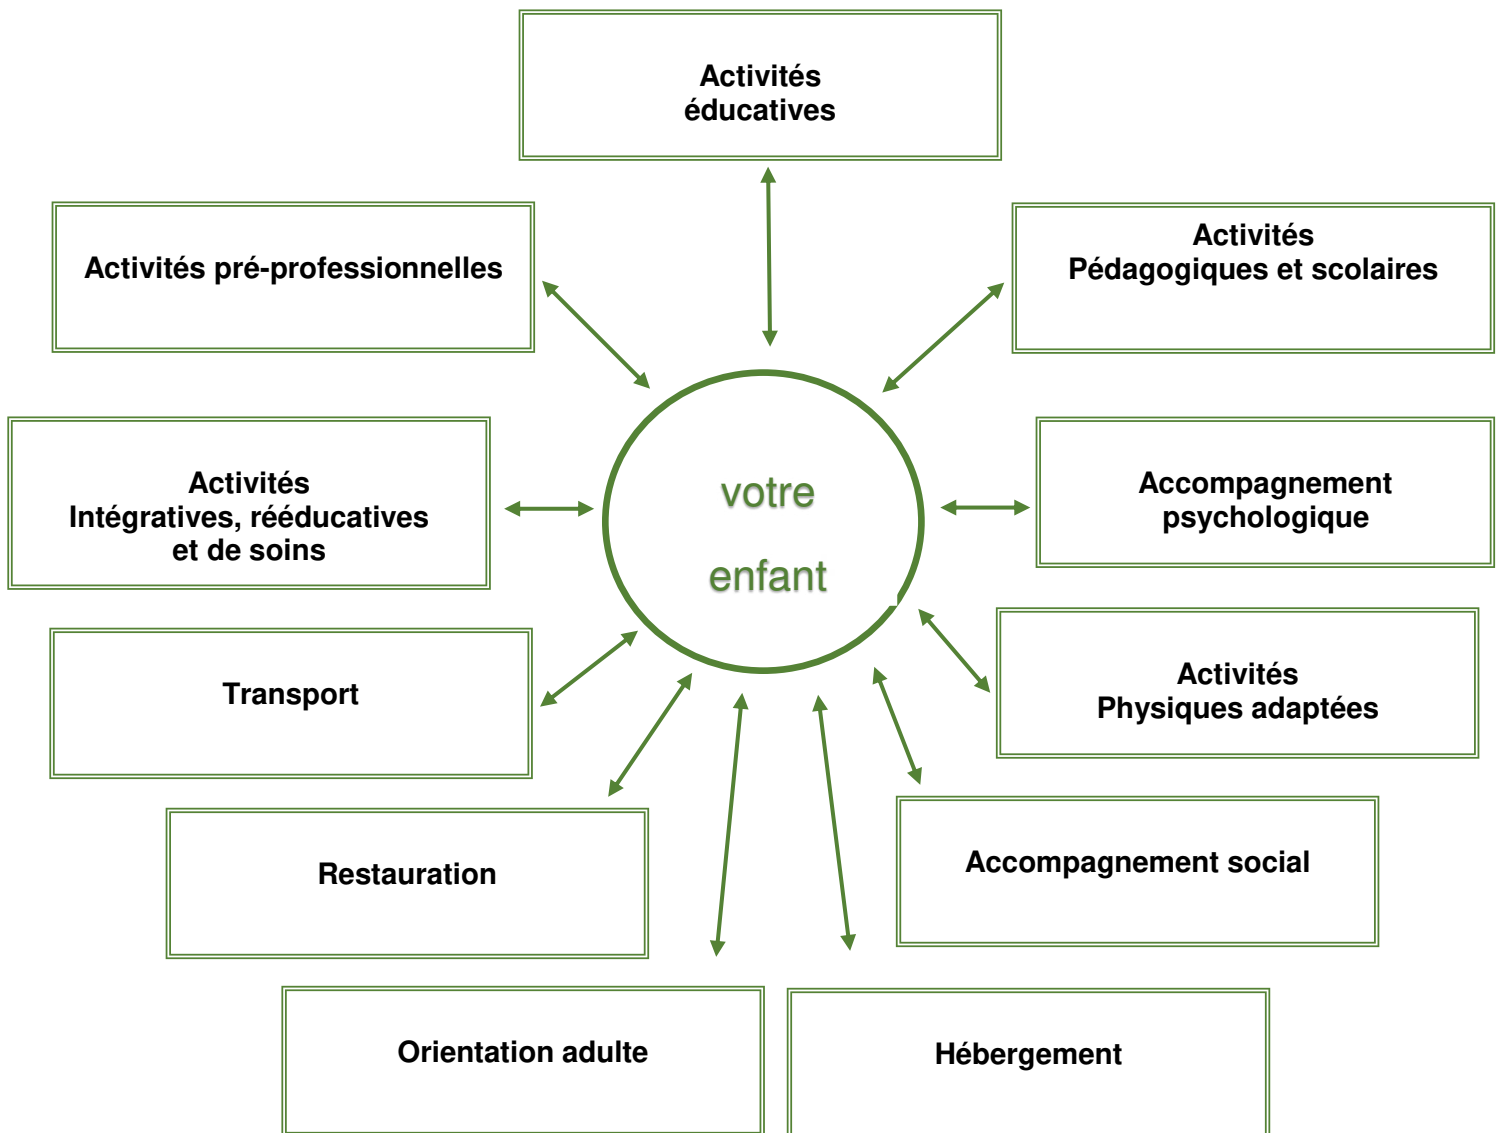 Activités
éducatives
Activités pré-professionnelles
Activités
Pédagogiques et scolaires
Activités
Intégratives, rééducatives
et de soins
votre
enfant
Accompagnement
psychologique
Transport
Activités
Physiques adaptées
Restauration
Accompagnement social
Orientation adulte
Hébergement